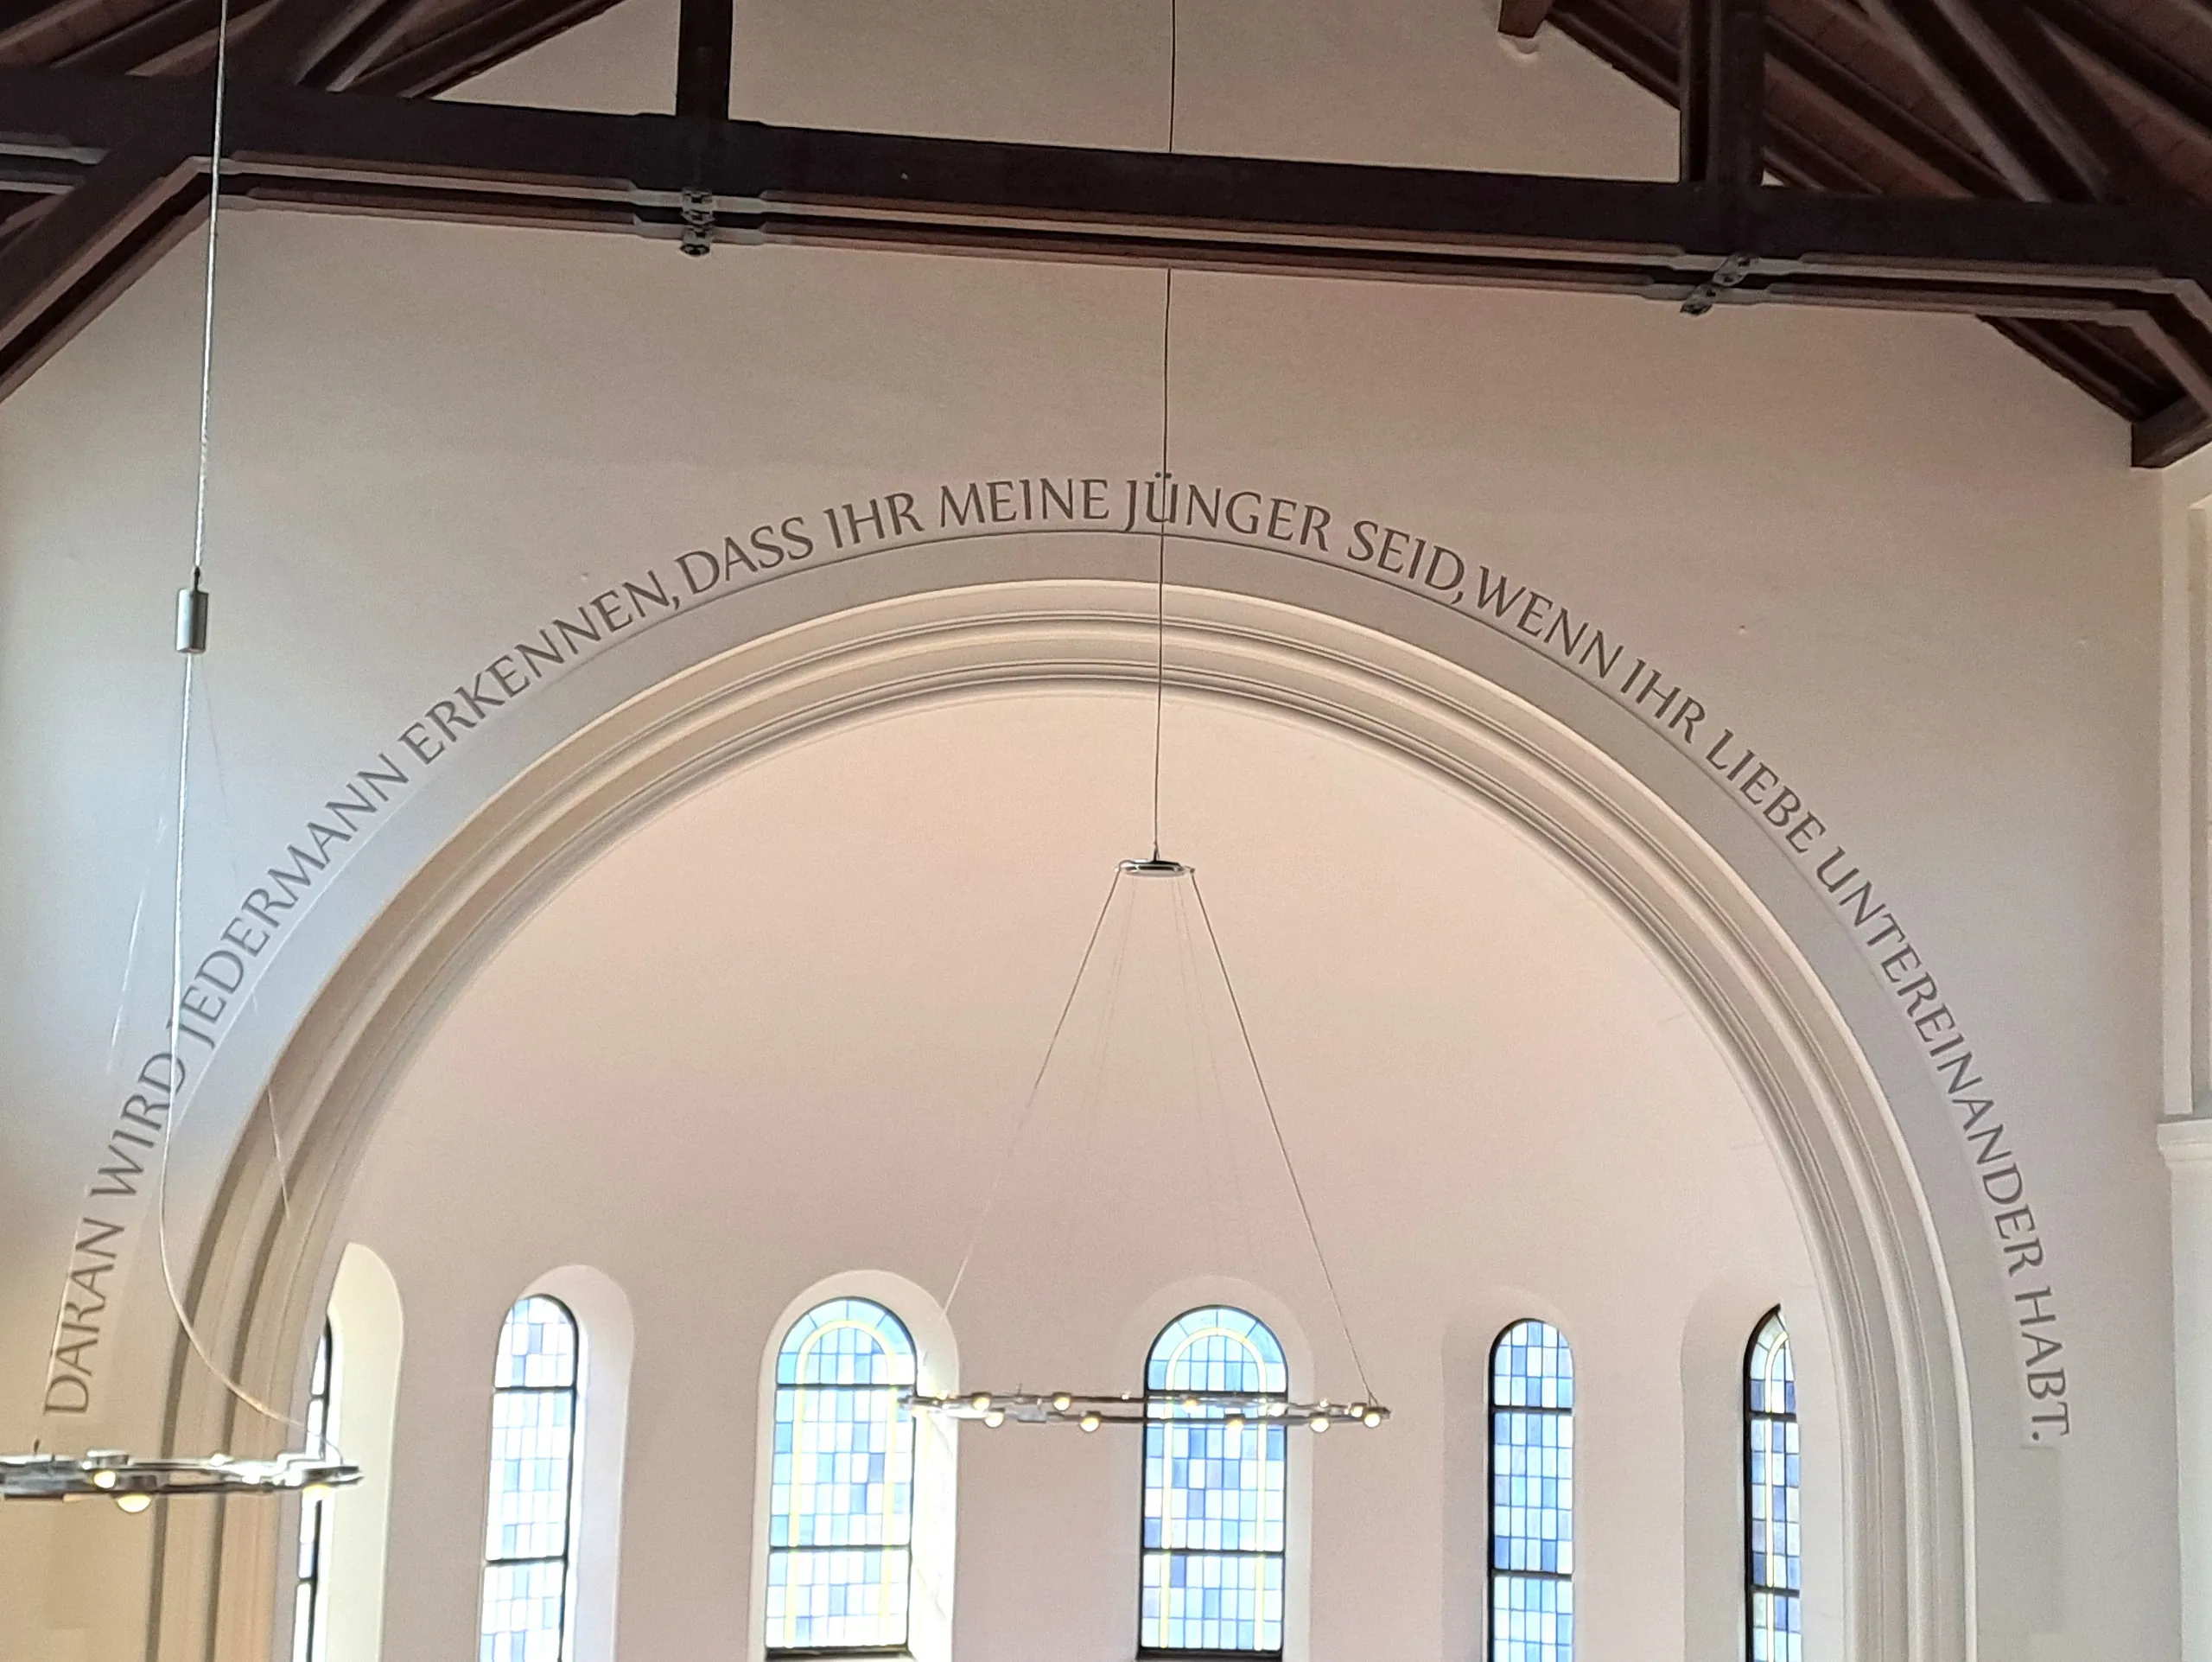 DARAN WIRD JEDERMANN ERKENNEN, DASS IHR MEINE JÜNGER SEID, WENN IHR LIEBE UNTEREINANDER HABT.